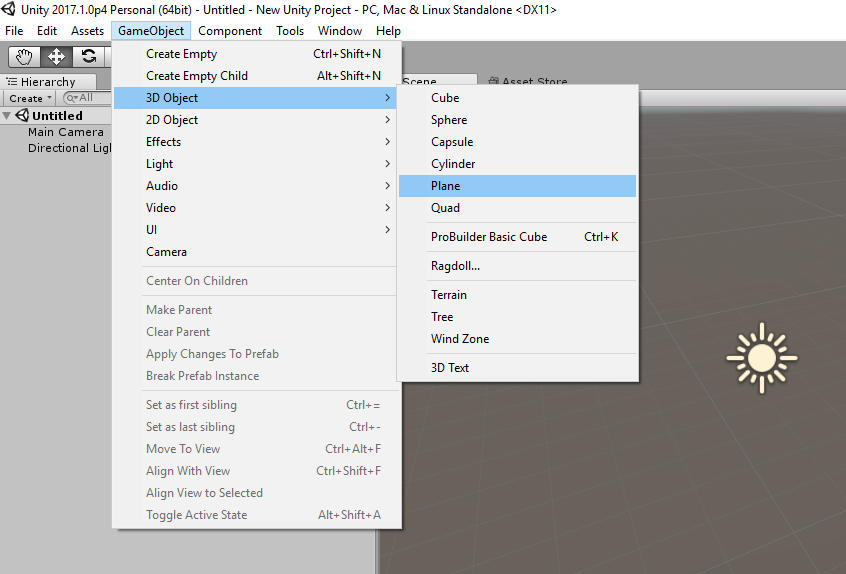 Unity 2017.1.0p4 Personal (64bit) - Untitled - New Unity Project - PC, Mac & Linux Standalone <DX11>
File Edit Assets GameObject Component Tools Window Help
Hierarchy
Create All
Untitled
Main Camera
Directional Ligh
Create Empty Ctrl+Shift+N
Create Empty Child Alt+Shift+N
3D Object
2D Object
Effects
Light
Audio
Video
UI
Camera
Center On Children
Make Parent
Clear Parent
Apply Changes To Prefab
Break Prefab Instance
Set as first sibling Ctrl+=
Set as last sibling Ctrl+-
Move To View Ctrl+Alt+F
Align With View Ctrl+Shift+F
Align View to Selected
Toggle Active State Alt+Shift+A
Scene Asset Store
Cube
Sphere
Capsule
Cylinder
Plane
Quad
ProBuilder Basic Cube Ctrl+K
Ragdoll...
Terrain
Tree
Wind Zone
3D Text